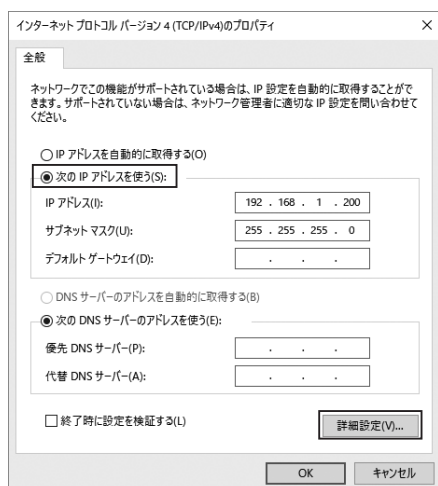 インターネット プロトコル バージョン 4 (TCP/IPv4)のプロパティ
全般
ネットワークでこの機能がサポートされている場合は、IP 設定を自動的に取得することがで
きます。サポートされていない場合は、ネットワーク管理者に適切な IP 設定を問い合わせて
ください。
IP アドレスを自動的に取得する(O)
次の IP アドレスを使う(S):
IP アドレス(I): 192 . 168 . 1 . 200
サブネット マスク(U): 255 . 255 . 255 . 0
デフォルト ゲートウェイ(D): . . .
DNS サーバーのアドレスを自動的に取得する(B)
次の DNS サーバーのアドレスを使う(E):
優先 DNS サーバー(P): . . .
代替 DNS サーバー(A): . . .
終了時に設定を検証する(L)
詳細設定(V)...
OK キャンセル